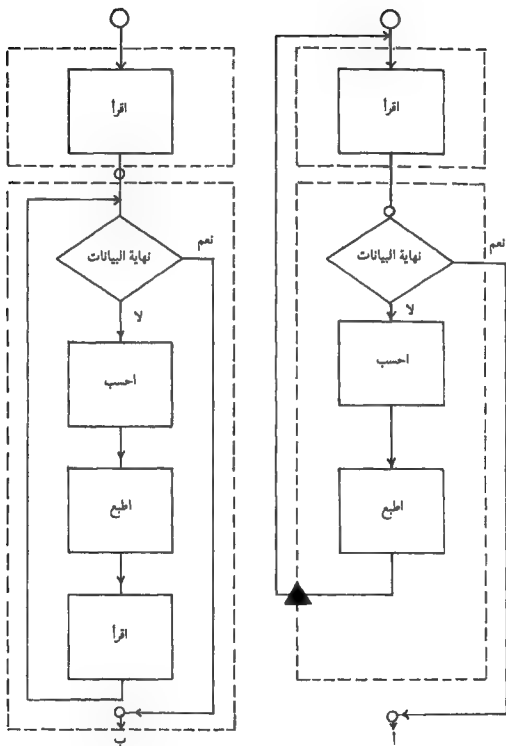 اقرأ
نهاية البيانات
نعم
لا
احسب
اطبع
أ
اقرأ
نهاية البيانات
نعم
لا
احسب
اطبع
اقرأ
ب